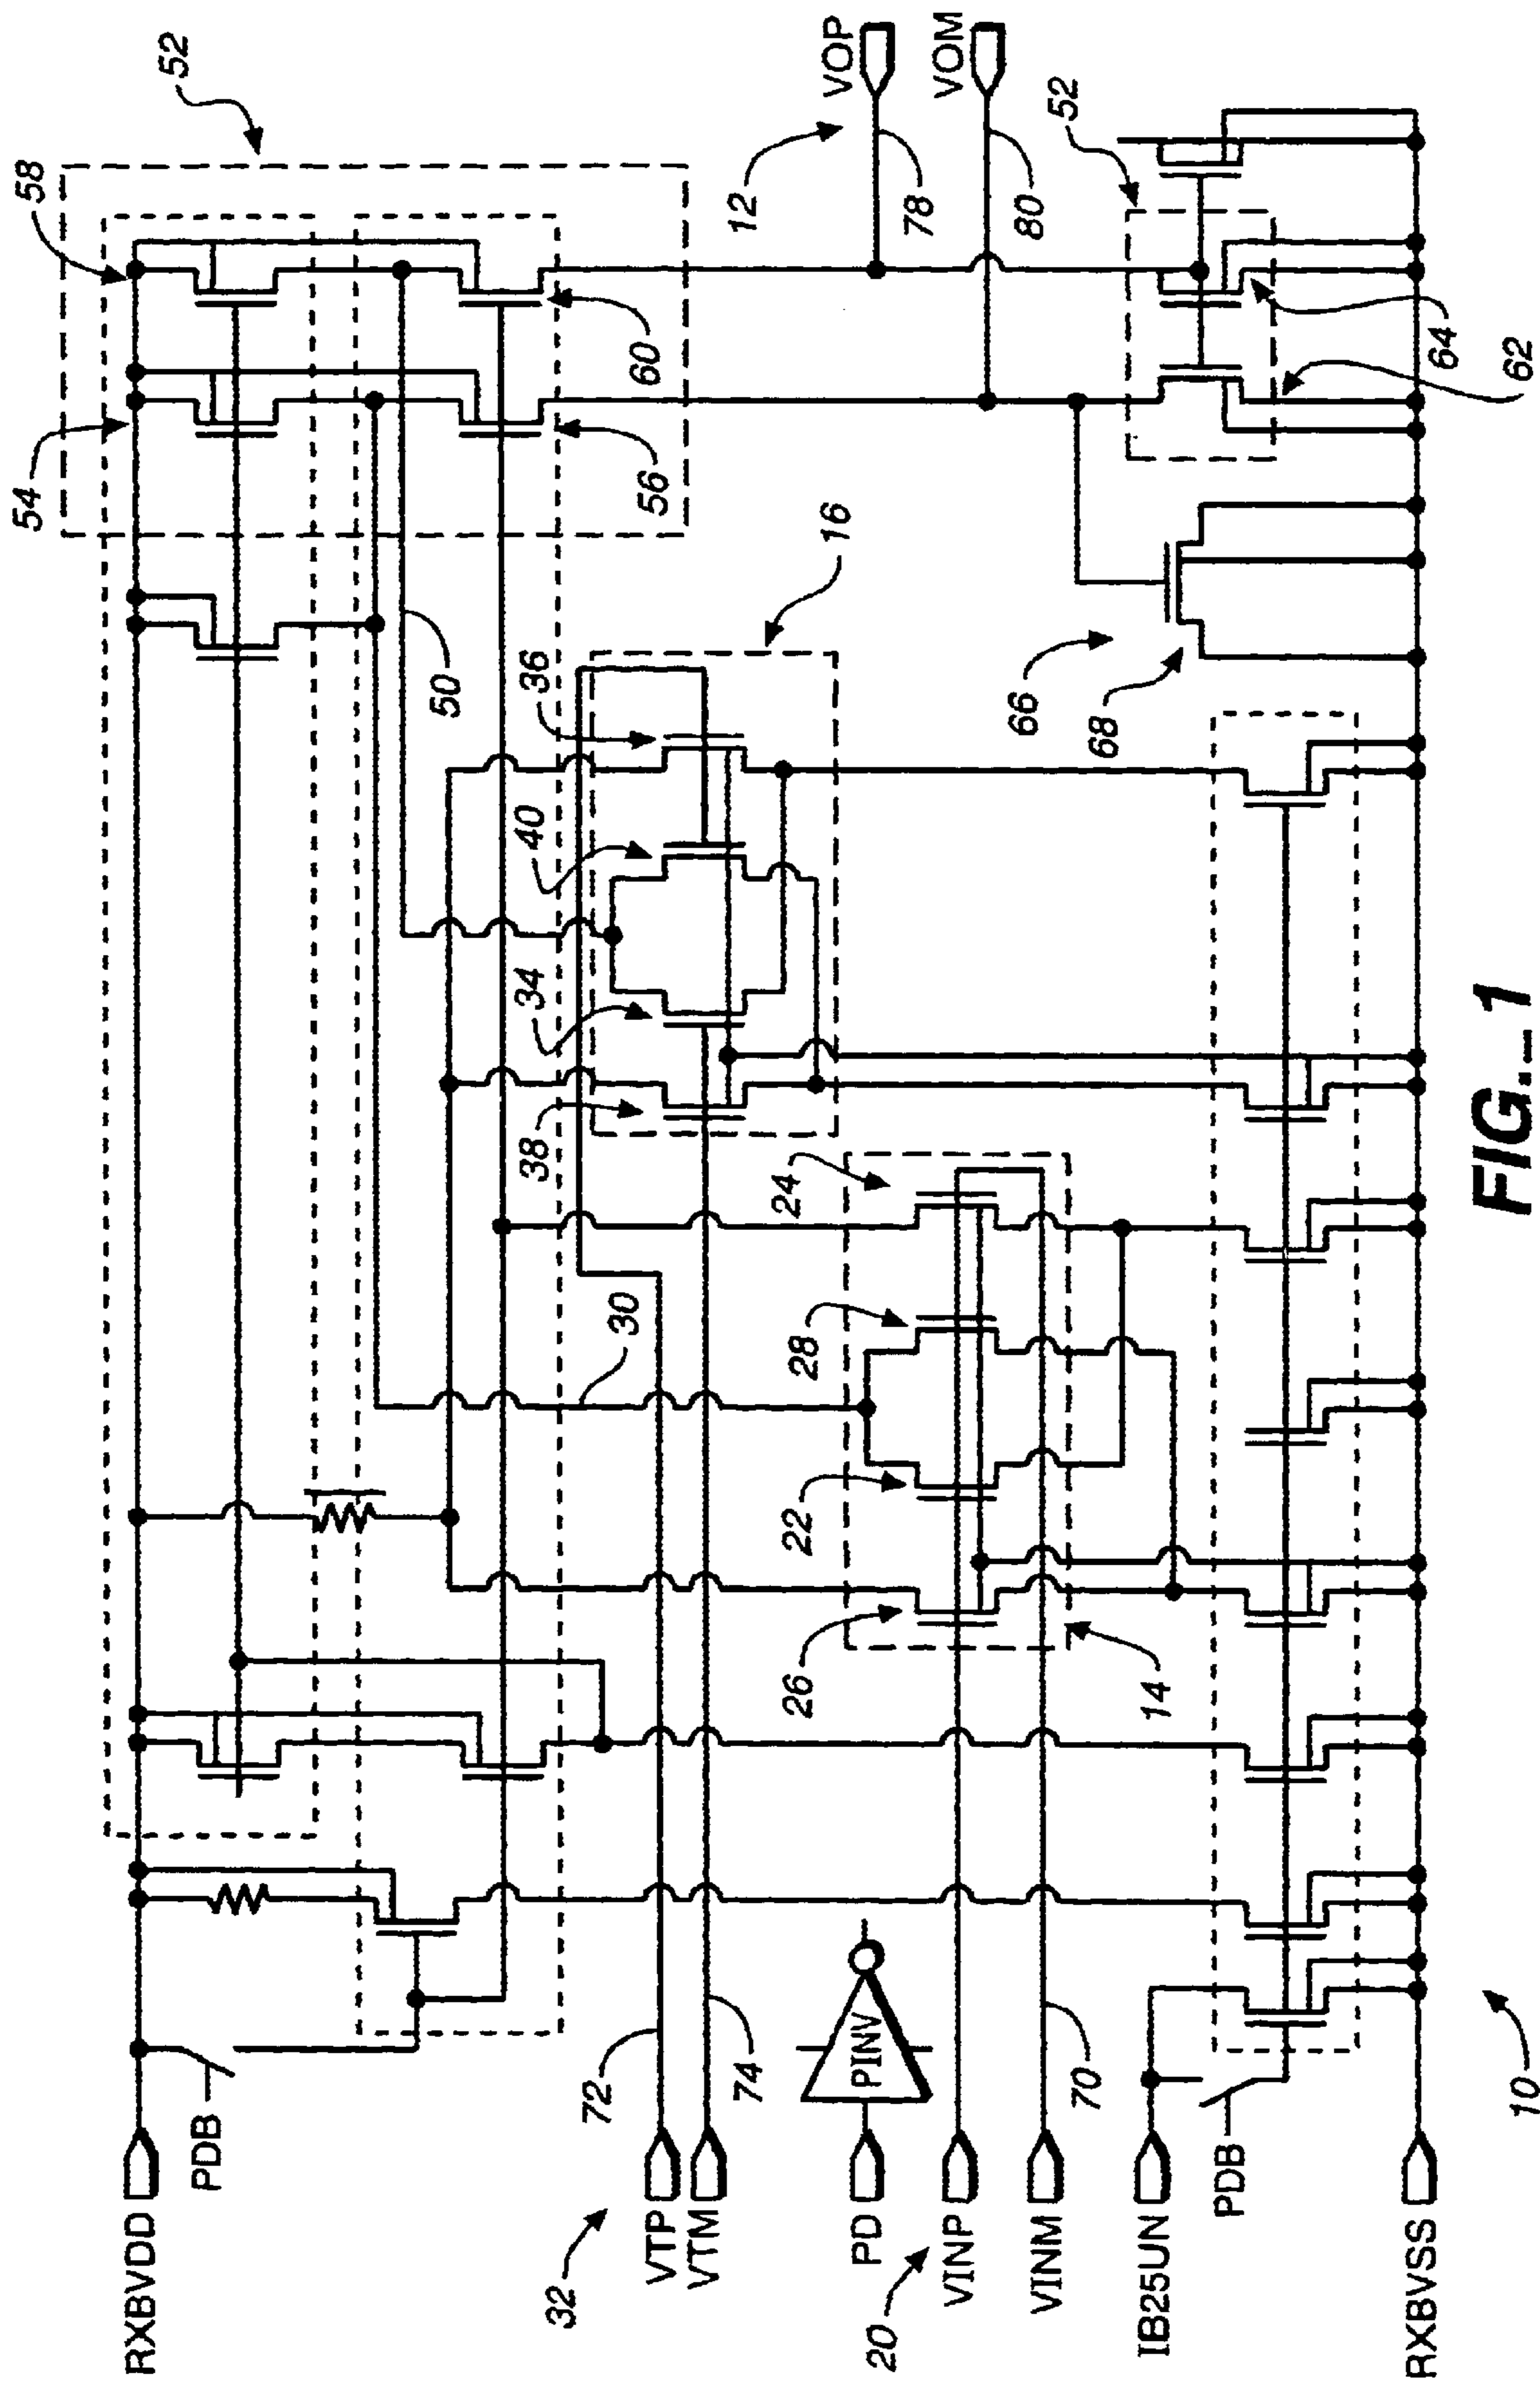 RXBVDD
PDB
32
VTP
VTM
72
74
PD
PINV
20
VINP
VINM
70
IB25UN
PDB
RXBVSS
10
54
58
52
50
56
60
30
38
34
40
36
16
26
22
28
24
14
66
68
12
78
80
VOP
VOM
52
64
62
FIG._1